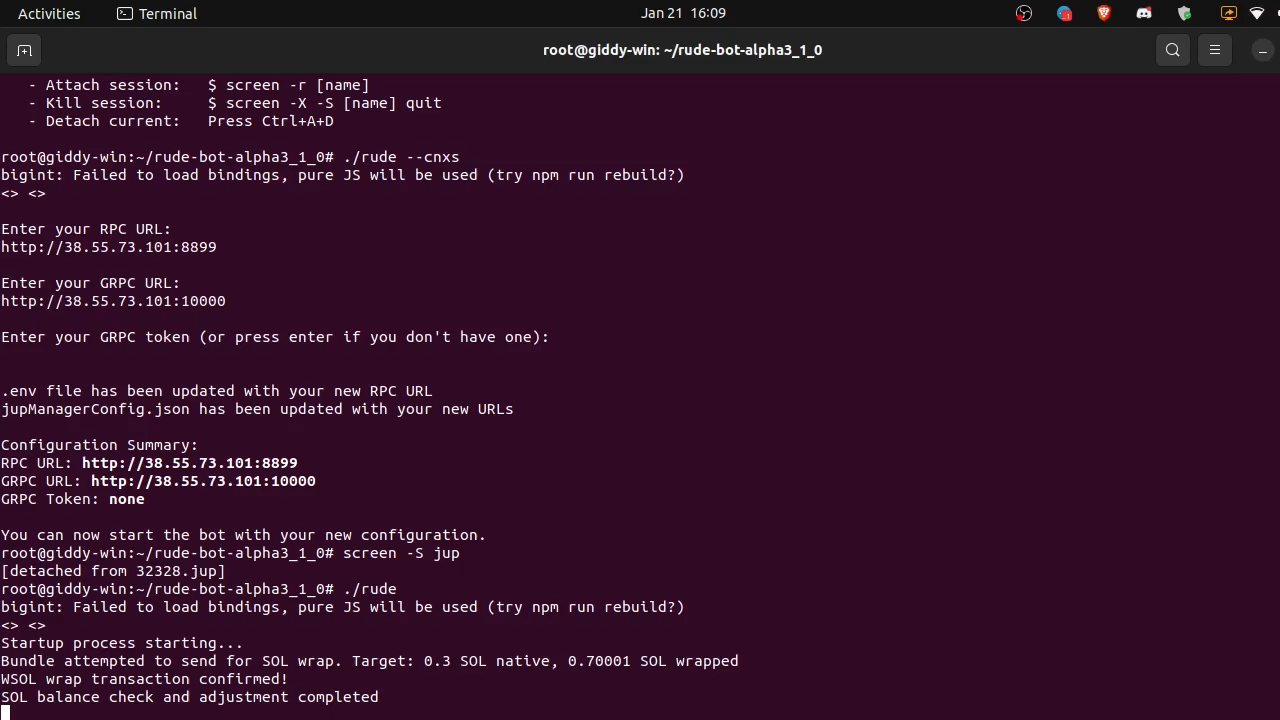 Activities
Terminal
Jan 21 16:09
root@giddy-win: ~/rude-bot-alpha3_1_0
- Attach session: $ screen -r [name]
- Kill session: $ screen -X -S [name] quit
- Detach current: Press Ctrl+A+D
root@giddy-win:~/rude-bot-alpha3_1_0# ./rude --cnxs
bigint: Failed to load bindings, pure JS will be used (try npm run rebuild?)
<> <>
Enter your RPC URL:
http://38.55.73.101:8899
Enter your GRPC URL:
http://38.55.73.101:10000
Enter your GRPC token (or press enter if you don't have one):
.env file has been updated with your new RPC URL
jupManagerConfig.json has been updated with your new URLs
Configuration Summary:
RPC URL: http://38.55.73.101:8899
GRPC URL: http://38.55.73.101:10000
GRPC Token: none
You can now start the bot with your new configuration.
root@giddy-win:~/rude-bot-alpha3_1_0# screen -S jup
[detached from 32328.jup]
root@giddy-win:~/rude-bot-alpha3_1_0# ./rude
bigint: Failed to load bindings, pure JS will be used (try npm run rebuild?)
<> <>
Startup process starting...
Bundle attempted to send for SOL wrap. Target: 0.3 SOL native, 0.70001 SOL wrapped
WSOL wrap transaction confirmed!
SOL balance check and adjustment completed